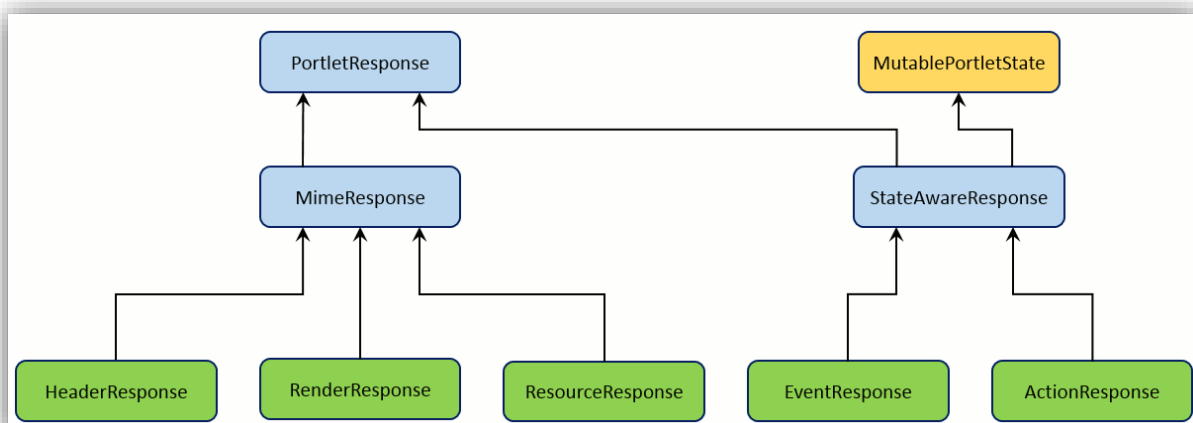 PortletResponse
MutablePortletState
MimeResponse
StateAwareResponse
HeaderResponse
RenderResponse
ResourceResponse
EventResponse
ActionResponse